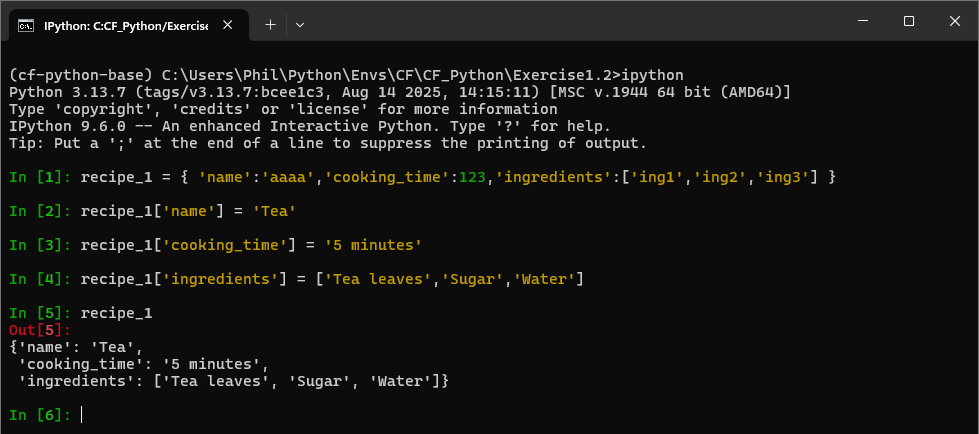 IPython: C:CF_Python/Exercise
(cf-python-base) C:\Users\Phil\Python\Envs\CF\CF_Python\Exercise1.2>ipython
Python 3.13.7 (tags/v3.13.7:bcee1c3, Aug 14 2025, 14:15:11) [MSC v.1944 64 bit (AMD64)]
Type 'copyright', 'credits' or 'license' for more information
IPython 9.6.0 -- An enhanced Interactive Python. Type '?' for help.
Tip: Put a ';' at the end of a line to suppress the printing of output.
In [1]: recipe_1 = { 'name':'aaaa','cooking_time':123,'ingredients':['ing1','ing2','ing3'] }
In [2]: recipe_1['name'] = 'Tea'
In [3]: recipe_1['cooking_time'] = '5 minutes'
In [4]: recipe_1['ingredients'] = ['Tea leaves','Sugar','Water']
In [5]: recipe_1
Out[5]:
{'name': 'Tea',
 'cooking_time': '5 minutes',
 'ingredients': ['Tea leaves', 'Sugar', 'Water']}
In [6]: